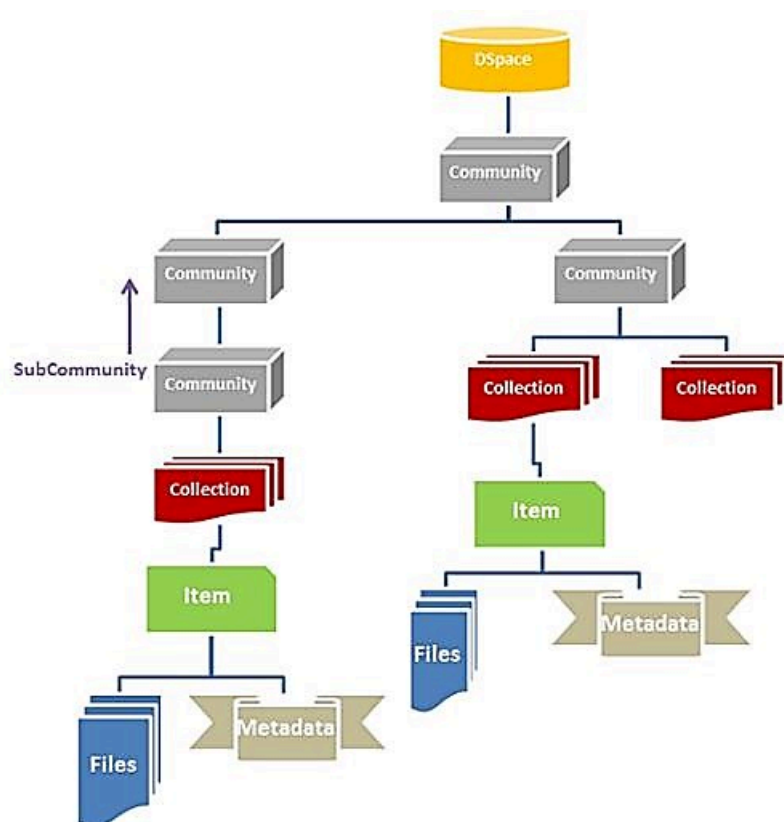 DSpace
Community
Community
Community
SubCommunity
Community
Collection
Collection
Collection
Item
Item
Files
Metadata
Files
Metadata